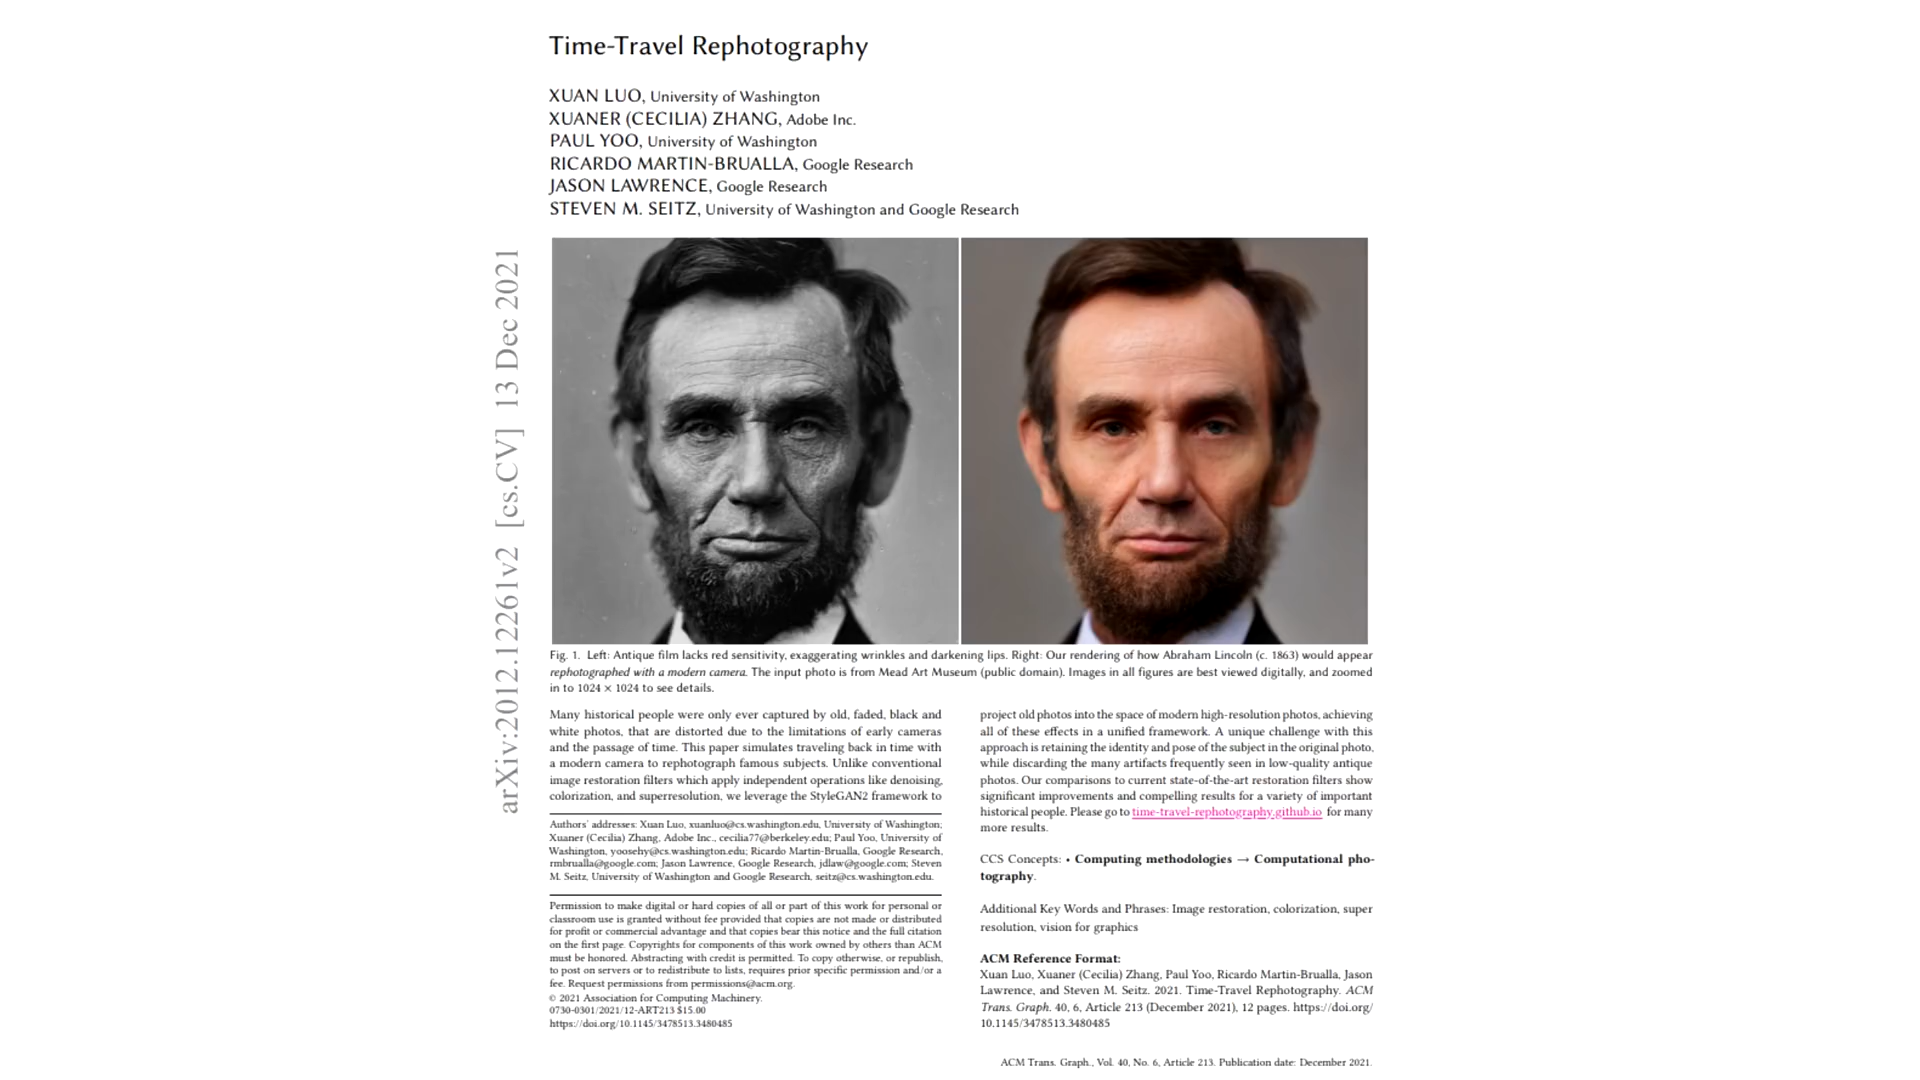 Time-Travel Rephotography
XUAN LUO, University of Washington
XUANER (CECILIA) ZHANG, Adobe Inc.
PAUL YOO, University of Washington
RICARDO MARTIN-BRUALLA, Google Research
JASON LAWRENCE, Google Research
STEVEN M. SEITZ, University of Washington and Google Research
arXiv:2012.12261v2 [cs.CV] 13 Dec 2021
Fig. 1. Left: Antique film lacks red sensitivity, exaggerating wrinkles and darkening lips. Right: Our rendering of how Abraham Lincoln (c. 1863) would appear
rephotographed with a modern camera. The input photo is from Mead Art Museum (public domain). Images in all figures are best viewed digitally, and zoomed
in to 1024 × 1024 to see details.
Many historical people were only ever captured by old, faded, black and
white photos, that are distorted due to the limitations of early cameras
and the passage of time. This paper simulates traveling back in time with
a modern camera to rephotograph famous subjects. Unlike conventional
image restoration filters which apply independent operations like denoising,
colorization, and superresolution, we leverage the StyleGAN2 framework to
Authors' addresses: Xuan Luo, xuanluo@cs.washington.edu, University of Washington;
Xuaner (Cecilia) Zhang, Adobe Inc., cecilia77@berkeley.edu; Paul Yoo, University of
Washington, yoosehy@cs.washington.edu; Ricardo Martin-Brualla, Google Research,
rmbrualla@google.com; Jason Lawrence, Google Research, jdlaw@google.com; Steven
M. Seitz, University of Washington and Google Research, seitz@cs.washington.edu.
Permission to make digital or hard copies of all or part of this work for personal or
classroom use is granted without fee provided that copies are not made or distributed
for profit or commercial advantage and that copies bear this notice and the full citation
on the first page. Copyrights for components of this work owned by others than ACM
must be honored. Abstracting with credit is permitted. To copy otherwise, or republish,
to post on servers or to redistribute to lists, requires prior specific permission and/or a
fee. Request permissions from permissions@acm.org.
© 2021 Association for Computing Machinery.
0730-0301/2021/12-ART213 $15.00
https://doi.org/10.1145/3478513.3480485
project old photos into the space of modern high-resolution photos, achieving
all of these effects in a unified framework. A unique challenge with this
approach is retaining the identity and pose of the subject in the original photo,
while discarding the many artifacts frequently seen in low-quality antique
photos. Our comparisons to current state-of-the-art restoration filters show
significant improvements and compelling results for a variety of important
historical people. Please go to time-travel-rephotography.github.io for many
more results.
CCS Concepts: • Computing methodologies → Computational pho-
tography.
Additional Key Words and Phrases: Image restoration, colorization, super
resolution, vision for graphics
ACM Reference Format:
Xuan Luo, Xuaner (Cecilia) Zhang, Paul Yoo, Ricardo Martin-Brualla, Jason
Lawrence, and Steven M. Seitz. 2021. Time-Travel Rephotography. ACM
Trans. Graph. 40, 6, Article 213 (December 2021), 12 pages. https://doi.org/
10.1145/3478513.3480485
ACM Trans. Graph., Vol. 40, No. 6, Article 213. Publication date: December 2021.